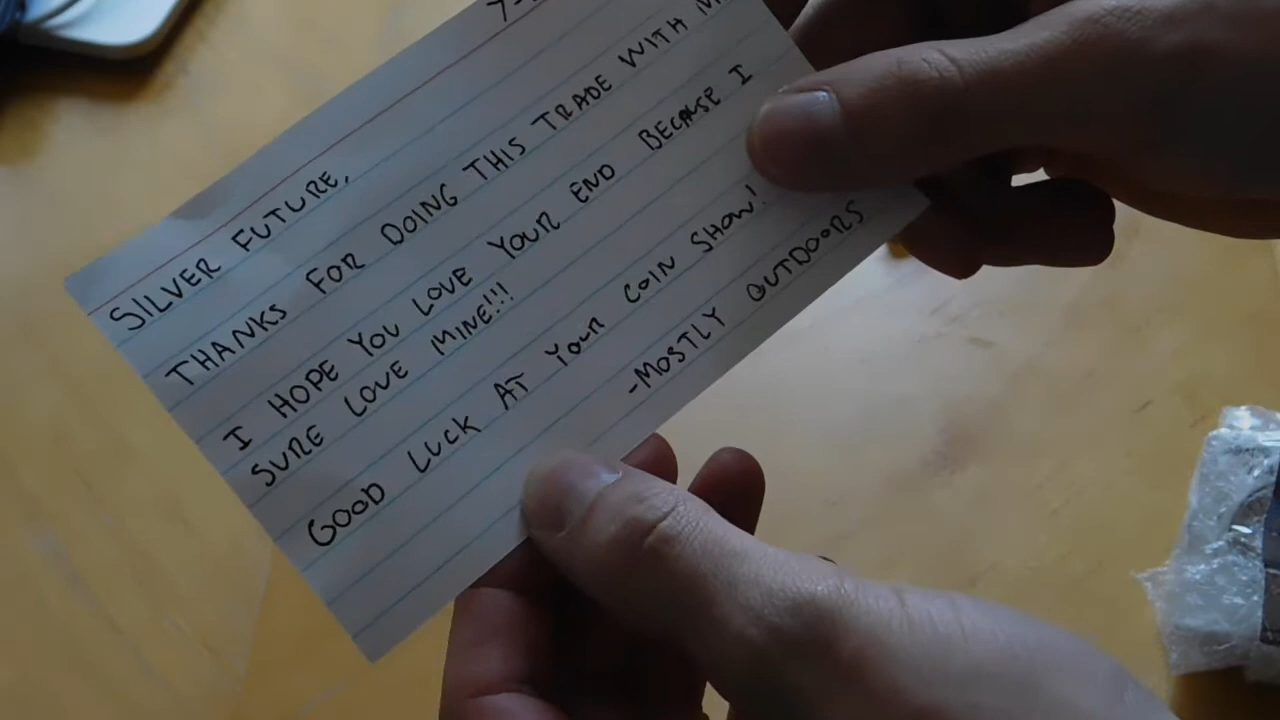 SILVER FUTURE,
THANKS FOR DOING THIS TRADE WITH
I HOPE YOU LOVE YOUR END BECAUSE I
SURE LOVE MINE!!!
GOOD LUCK AT YOUR COIN SHOW!
-MOSTLY OUTDOORS